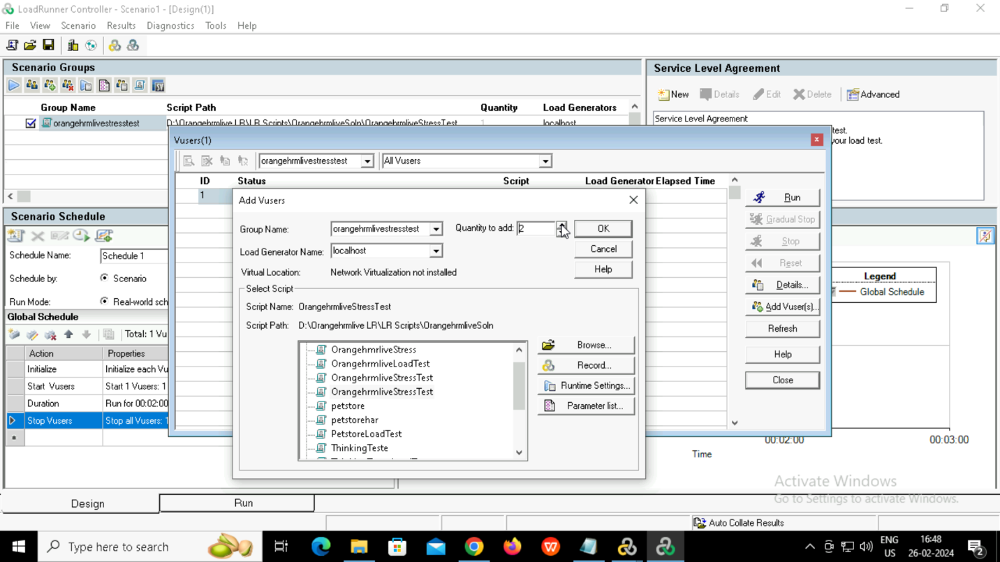 LoadRunner Controller - Scenario1 - [Design(1)]
File View Scenario Results Diagnostics Tools Help
Scenario Groups
Group Name Script Path Quantity Load Generators
orangehrmlivestresstest D:\Orangehrmlive LR\LR Scripts\OrangehrmliveSoln\OrangehrmliveStressTest 1 localhost
Service Level Agreement
New Details Edit Delete Advanced
Service Level Agreement
test.
your load test.
Vusers(1)
orangehrmlivestresstest All Vusers
ID Status Script Load Generator Elapsed Time
1
Run
Gradual Stop
Stop
Reset
Details...
Add Vuser(s)...
Refresh
Help
Close
Add Vusers
Group Name: orangehrmlivestresstest Quantity to add: 2 OK
Load Generator Name: localhost Cancel
Virtual Location: Network Virtualization not installed Help
Select Script
Script Name: OrangehrmliveStressTest
Script Path: D:\Orangehrmlive LR\LR Scripts\OrangehrmliveSoln
OrangehrmliveStress
OrangehrmliveLoadTest
OrangehrmliveStressTest
OrangehrmliveStressTest
petstore
petstorehar
PetstoreLoadTest
ThinkingTeste
Browse...
Record...
Runtime Settings...
Parameter list...
Scenario Schedule
Schedule Name: Schedule 1
Schedule by: Scenario
Run Mode: Real-world sch
Global Schedule
Total: 1 Vu
Action Properties
Initialize Initialize each Vu
Start Vusers Start 1 Vusers: 1
Duration Run for 00:02:00
Stop Vusers Stop all Vusers: 1
Legend
Global Schedule
00:02:00 00:03:00
Time
Activate Windows
Go to Settings to activate Windows.
Design Run
Auto Collate Results
Type here to search
ENG
US
16:48
26-02-2024
2